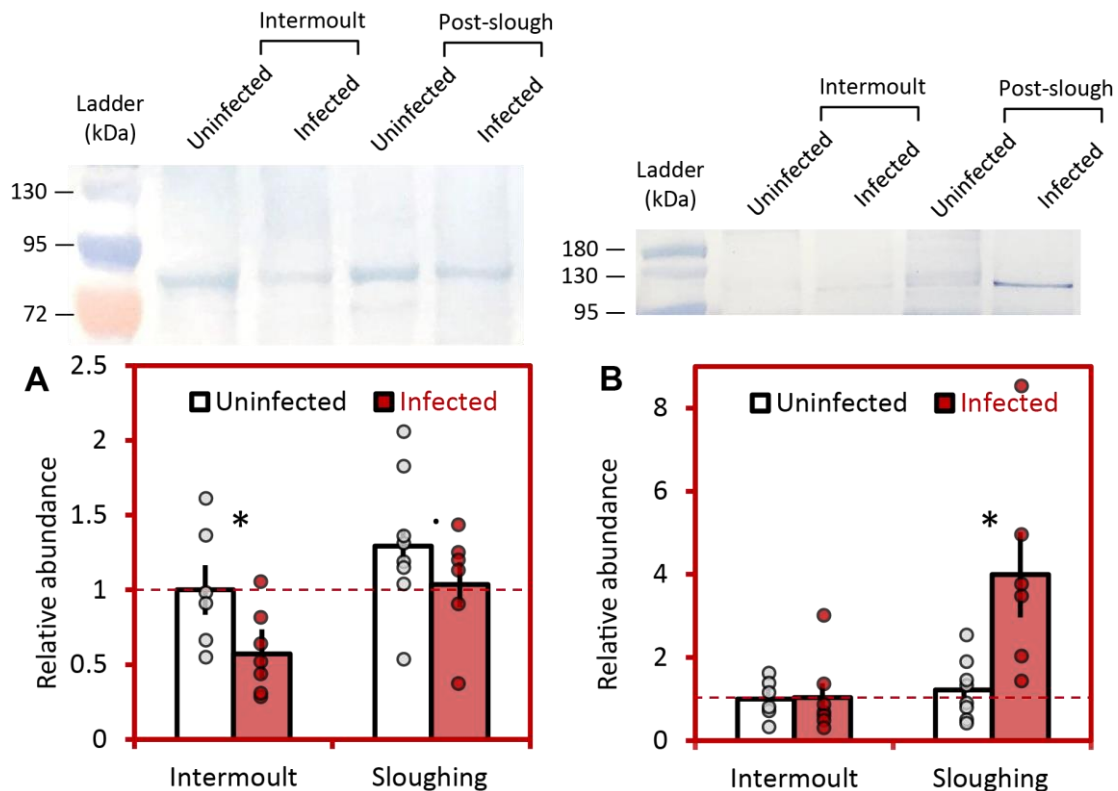 Intermoult
Post-slough
Ladder
(kDa)
Uninfected
Infected
Uninfected
Infected
130
95
72
Intermoult
Post-slough
Ladder
(kDa)
Uninfected
Infected
Uninfected
Infected
180
130
95
A
Uninfected
Infected
Relative abundance
2.5
2
1.5
1
0.5
0
*
.
Intermoult
Sloughing
B
Uninfected
Infected
Relative abundance
8
6
4
2
0
*
Intermoult
Sloughing